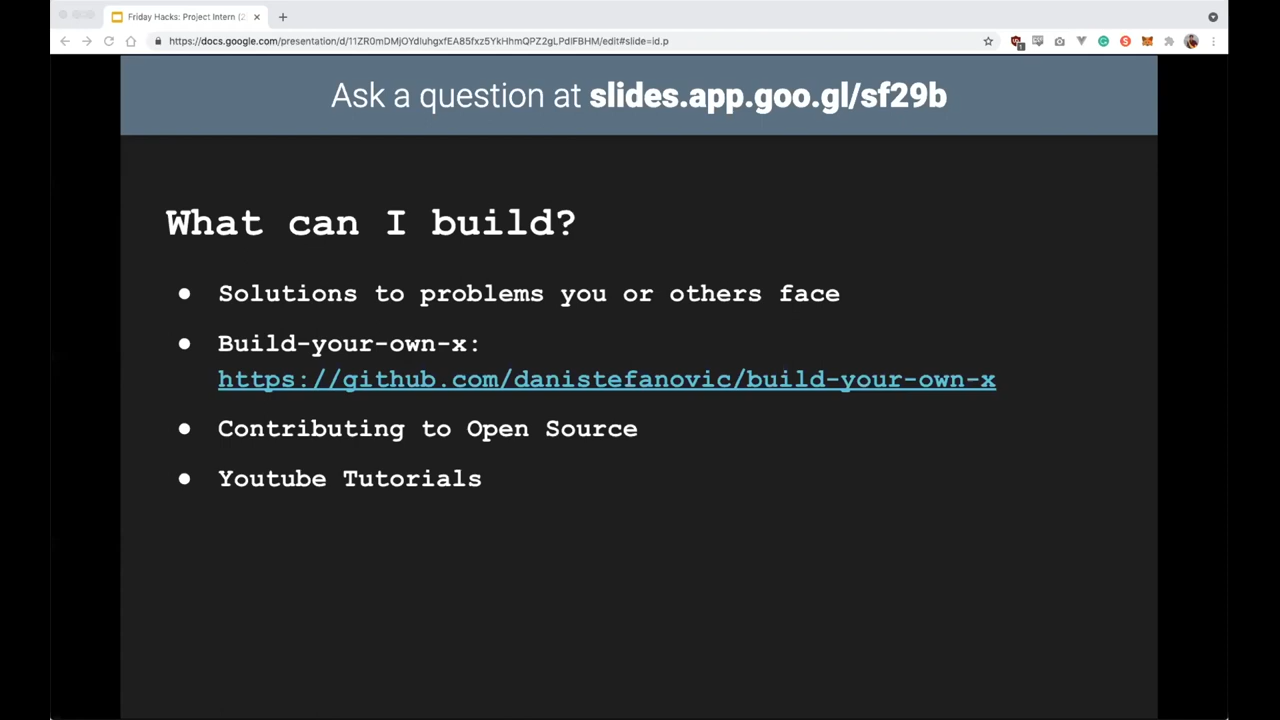 Friday Hacks: Project Intern (2
https://docs.google.com/presentation/d/11ZR0mDMjOYdIuhgxfEA85fxz5YkHhmQPZ2gLPdiFBHM/edit#slide=id.p
Ask a question at slides.app.goo.gl/sf29b
What can I build?
● Solutions to problems you or others face
● Build-your-own-x:
https://github.com/danistefanovic/build-your-own-x
● Contributing to Open Source
● Youtube Tutorials